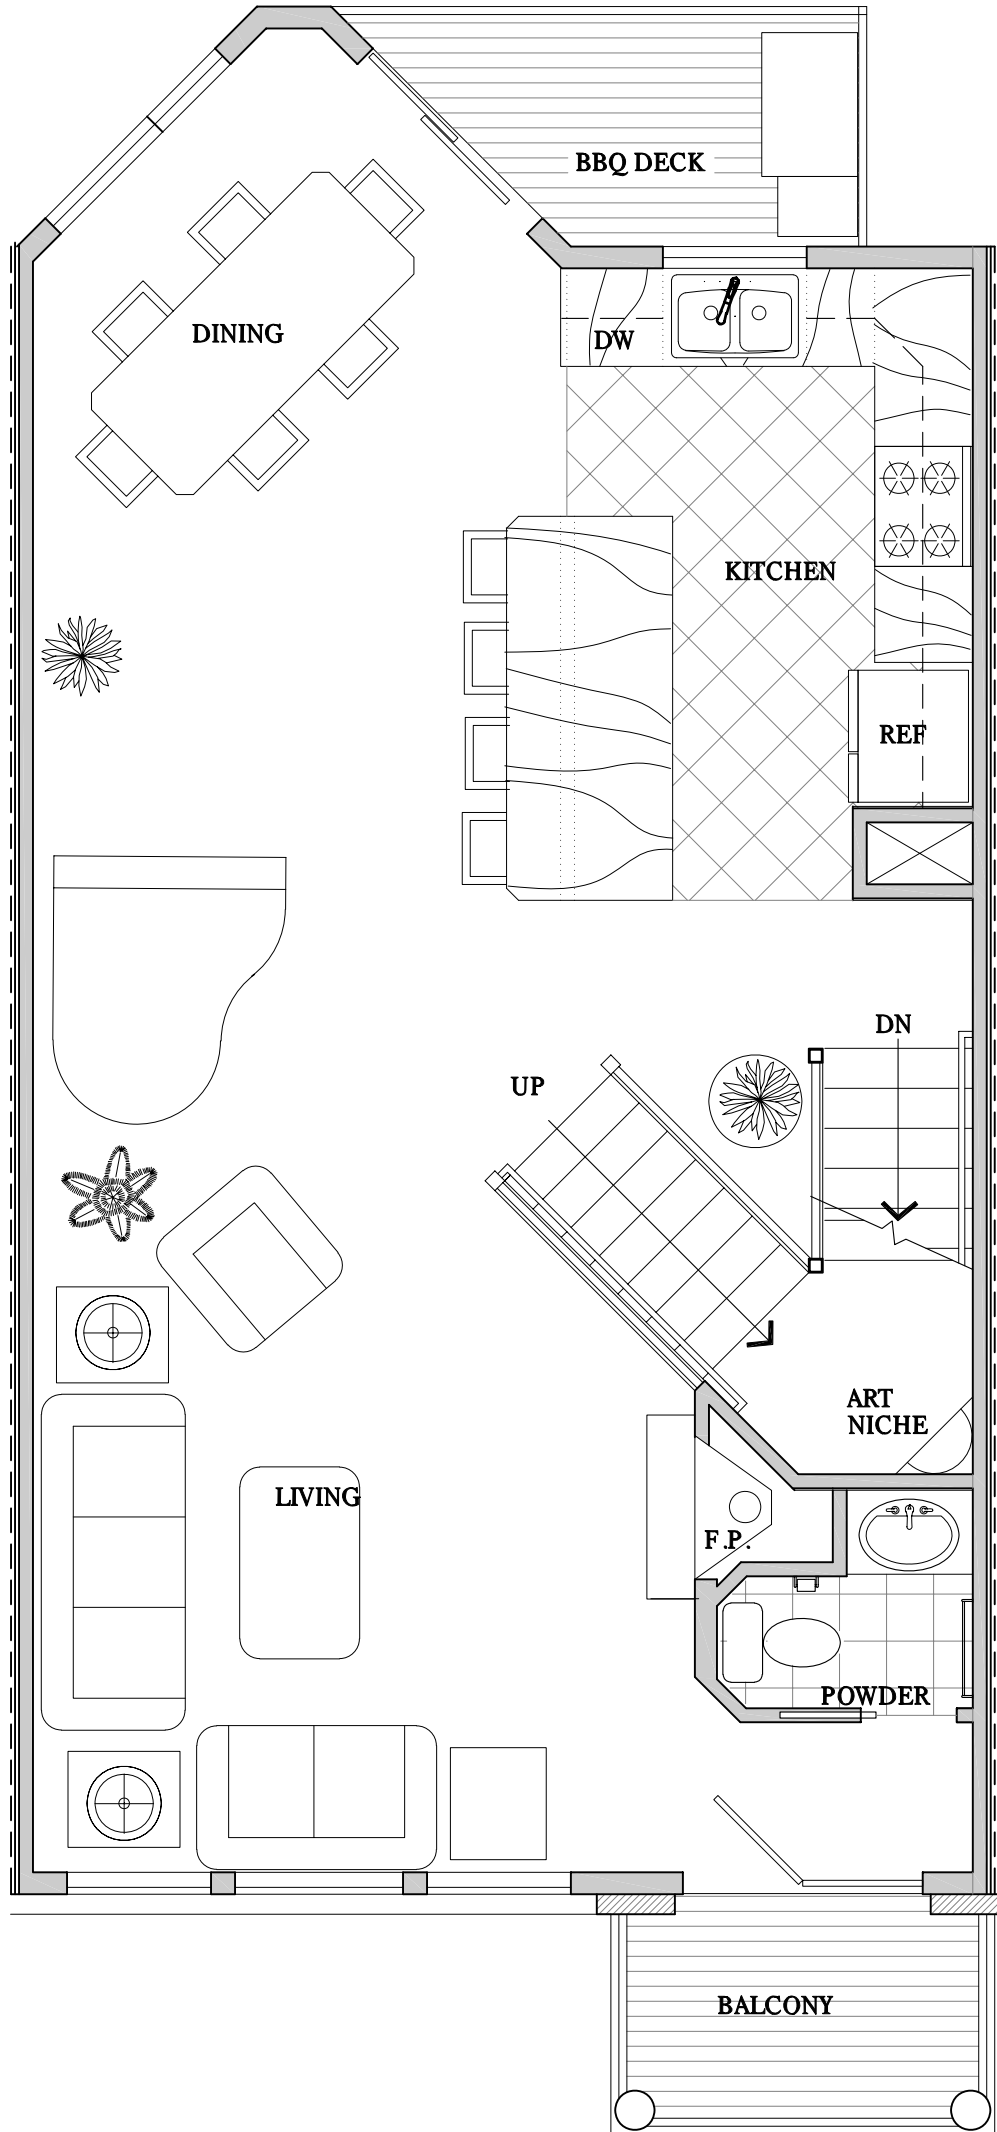 BBQ DECK
DINING
DW
KITCHEN
REF
DN
UP
ART
NICHE
LIVING
F.P.
POWDER
BALCONY